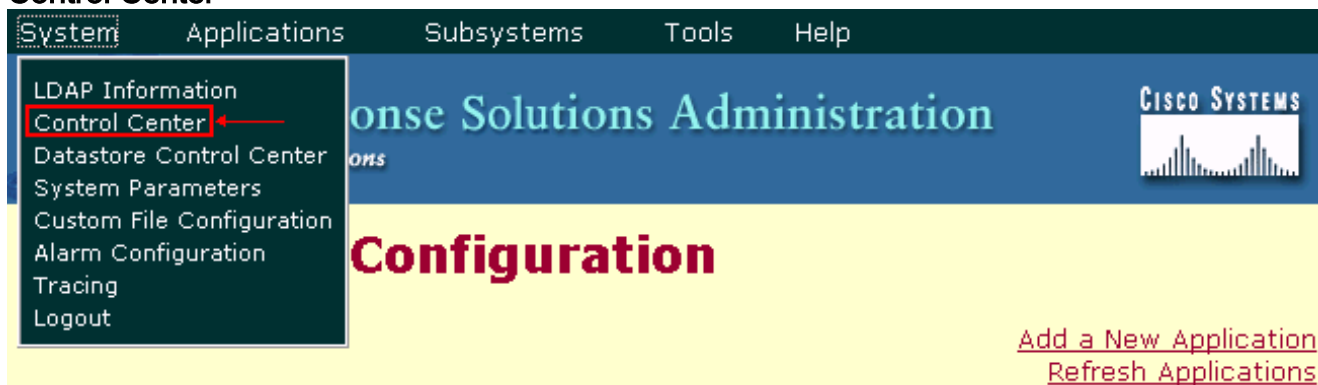 Control Center
System Applications Subsystems Tools Help
LDAP Information
Control Center
Datastore Control Center
System Parameters
Custom File Configuration
Alarm Configuration
Tracing
Logout
onse Solutions Administration
ons
CISCO SYSTEMS
Configuration
Add a New Application
Refresh Applications